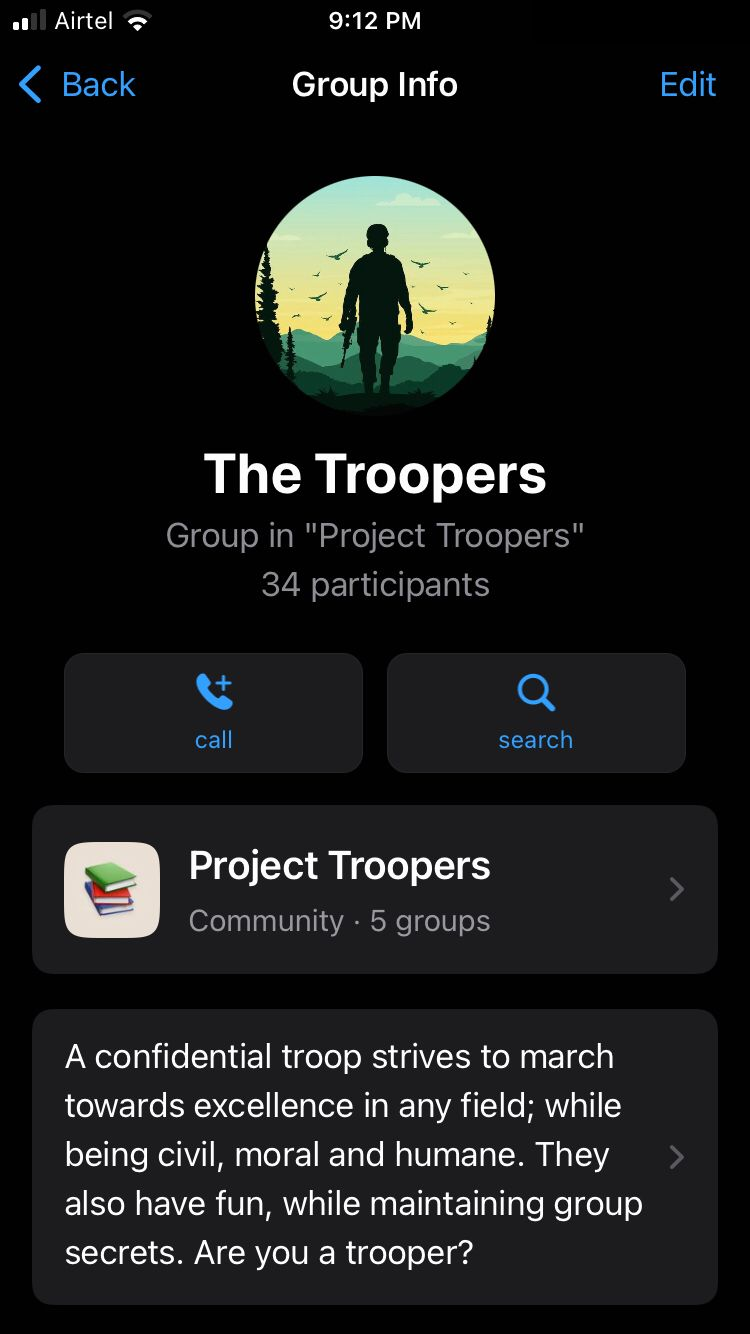 Airtel 9:12 PM
Back Group Info Edit
The Troopers
Group in "Project Troopers"
34 participants
call search
Project Troopers
Community · 5 groups
A confidential troop strives to march
towards excellence in any field; while
being civil, moral and humane. They
also have fun, while maintaining group
secrets. Are you a trooper?